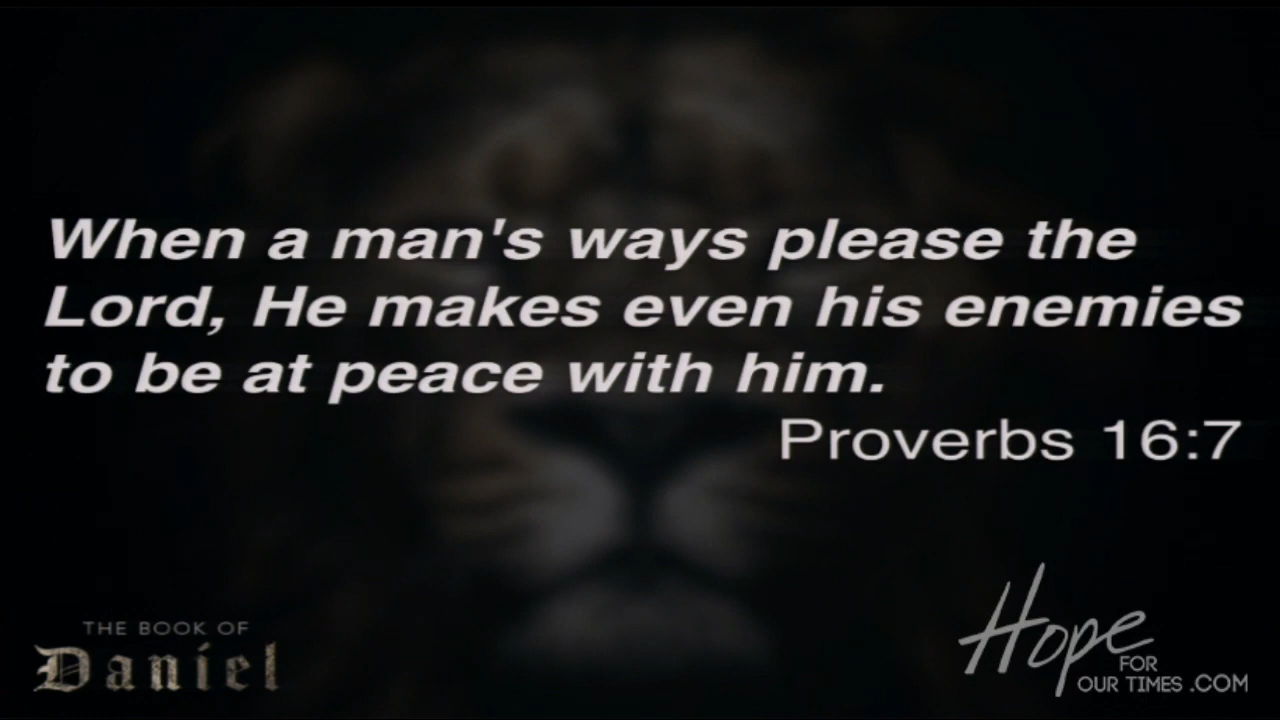 When a man's ways please the
Lord, He makes even his enemies
to be at peace with him.
Proverbs 16:7
THE BOOK OF
Daniel
Hope
FOR
OUR TIMES .COM